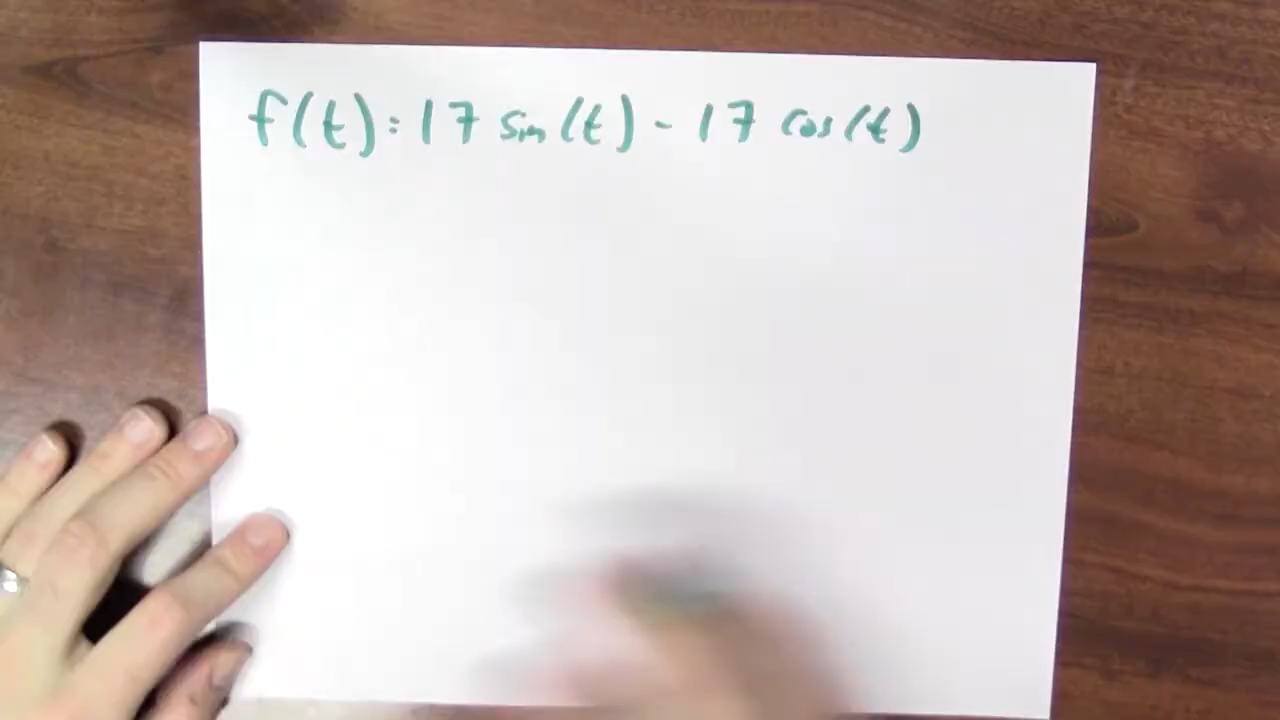 f(t) = 17 sin(t) - 17 cos(t)